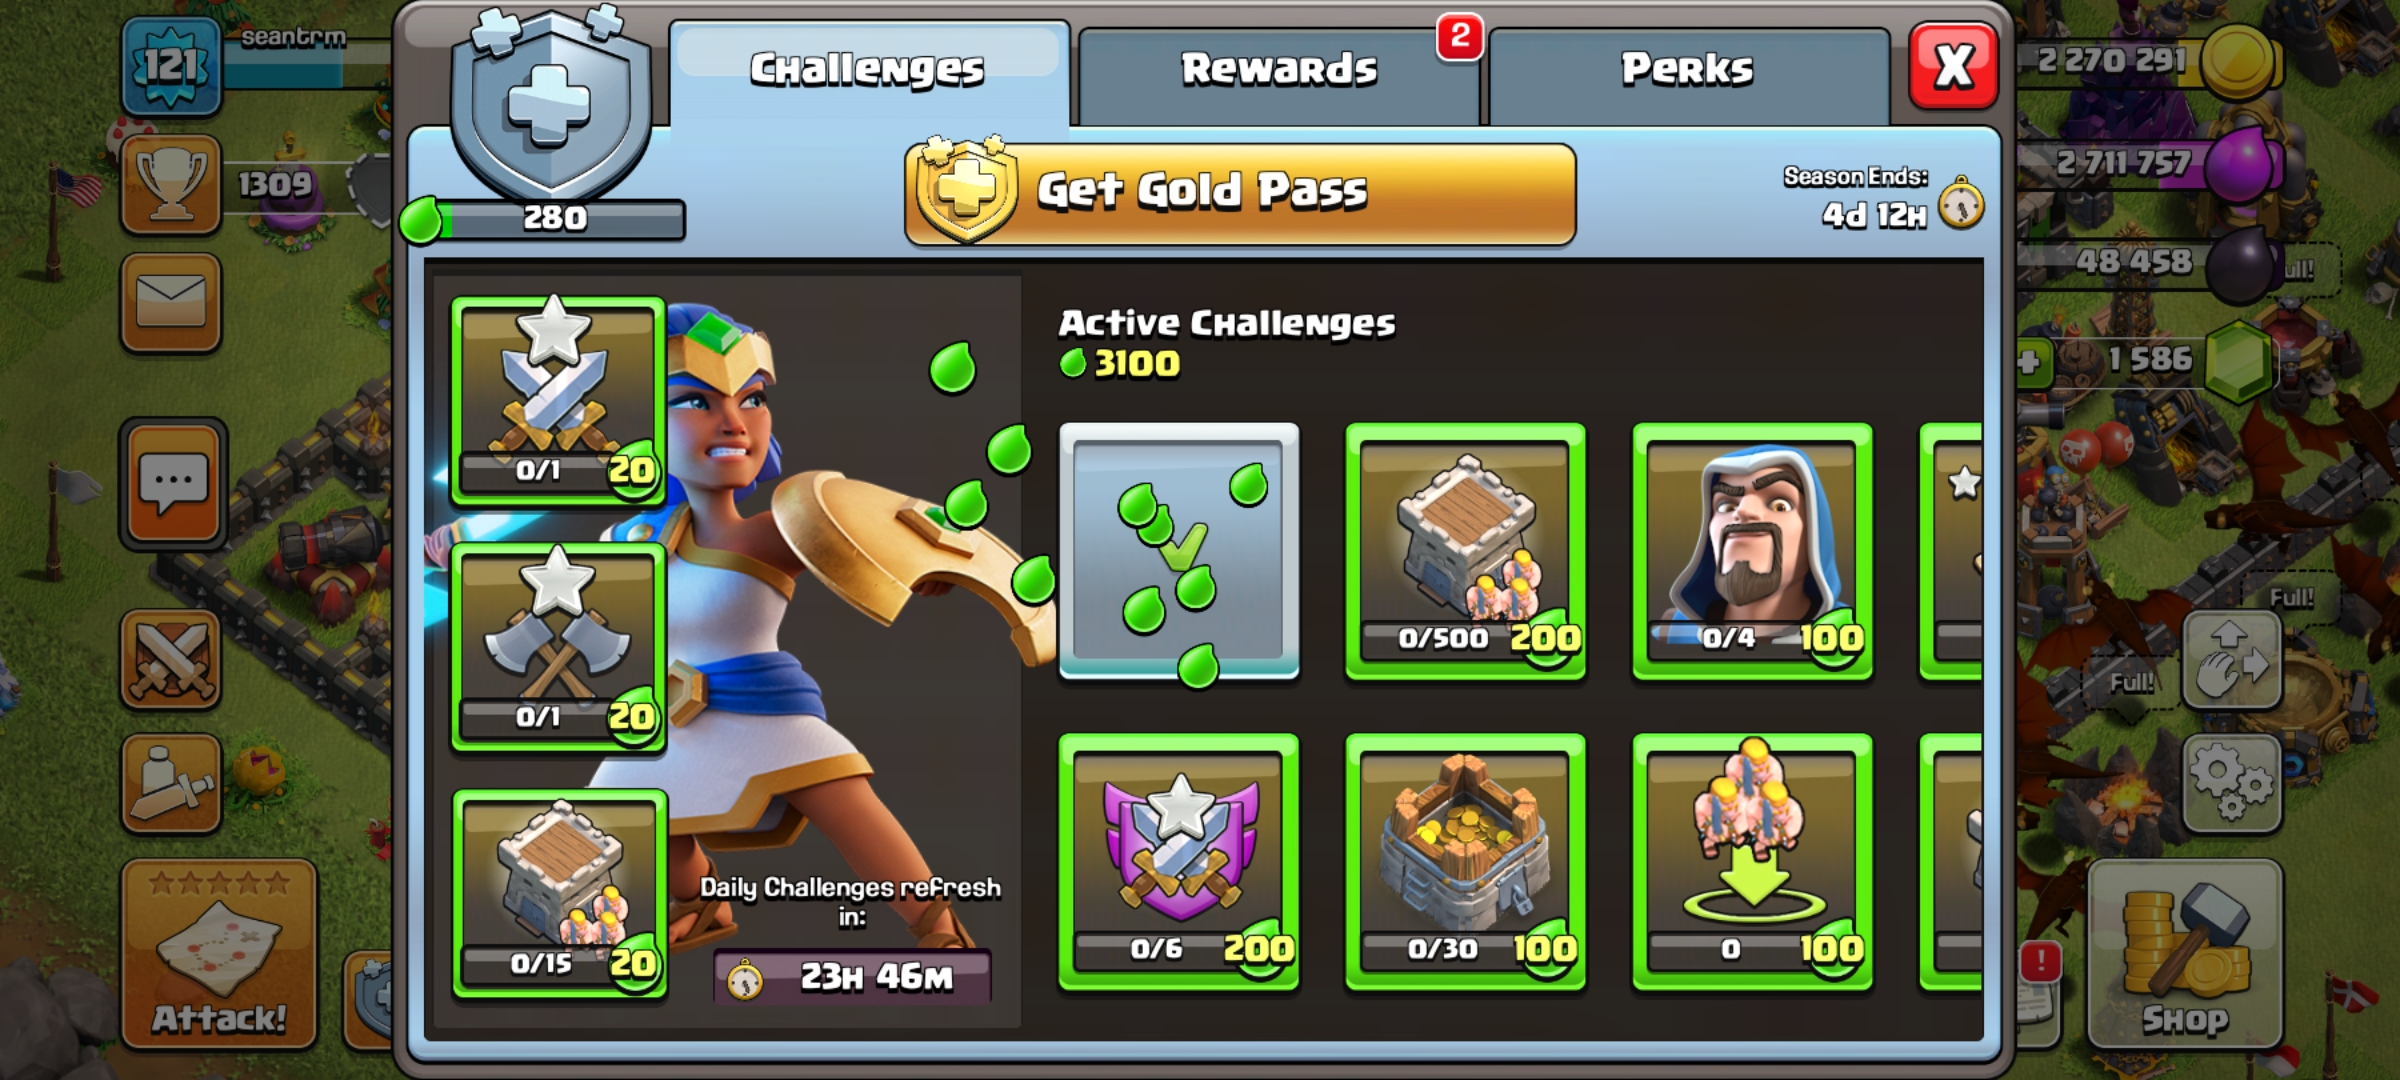 121
seantrm
1309
Attack!
280
Challenges
Rewards
2
Perks
X
Get Gold Pass
Season Ends:
4d 12H
0/1
20
0/1
20
0/15
20
Daily Challenges refresh
in:
23H 46M
Active Challenges
3100
0/500
200
0/4
100
0/6
200
0/30
100
0
100
2 270 291
2 711 757
48 458
1 586
Full!
Full!
!
Shop